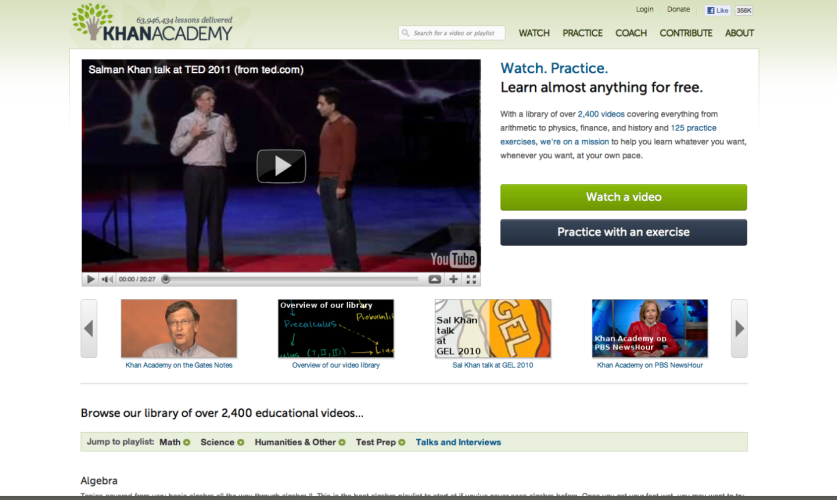 63,946,434 lessons delivered
KHANACADEMY
Login Donate Like 356K
Search for a video or playlist
WATCH PRACTICE COACH CONTRIBUTE ABOUT
Salman Khan talk at TED 2011 (from ted.com)
YouTube
00:00 / 20:27
Watch. Practice.
Learn almost anything for free.
With a library of over 2,400 videos covering everything from
arithmetic to physics, finance, and history and 125 practice
exercises, we're on a mission to help you learn whatever you want,
whenever you want, at your own pace.
Watch a video
Practice with an exercise
Khan Academy on the Gates Notes
Overview of our library
Precalculus
Overview of our video library
Sal Khan
talk
at
GEL 2010
GEL
Sal Khan talk at GEL 2010
Khan Academy on
PBS NewsHour
Khan Academy on PBS NewsHour
Browse our library of over 2,400 educational videos...
Jump to playlist: Math Science Humanities & Other Test Prep Talks and Interviews
Algebra